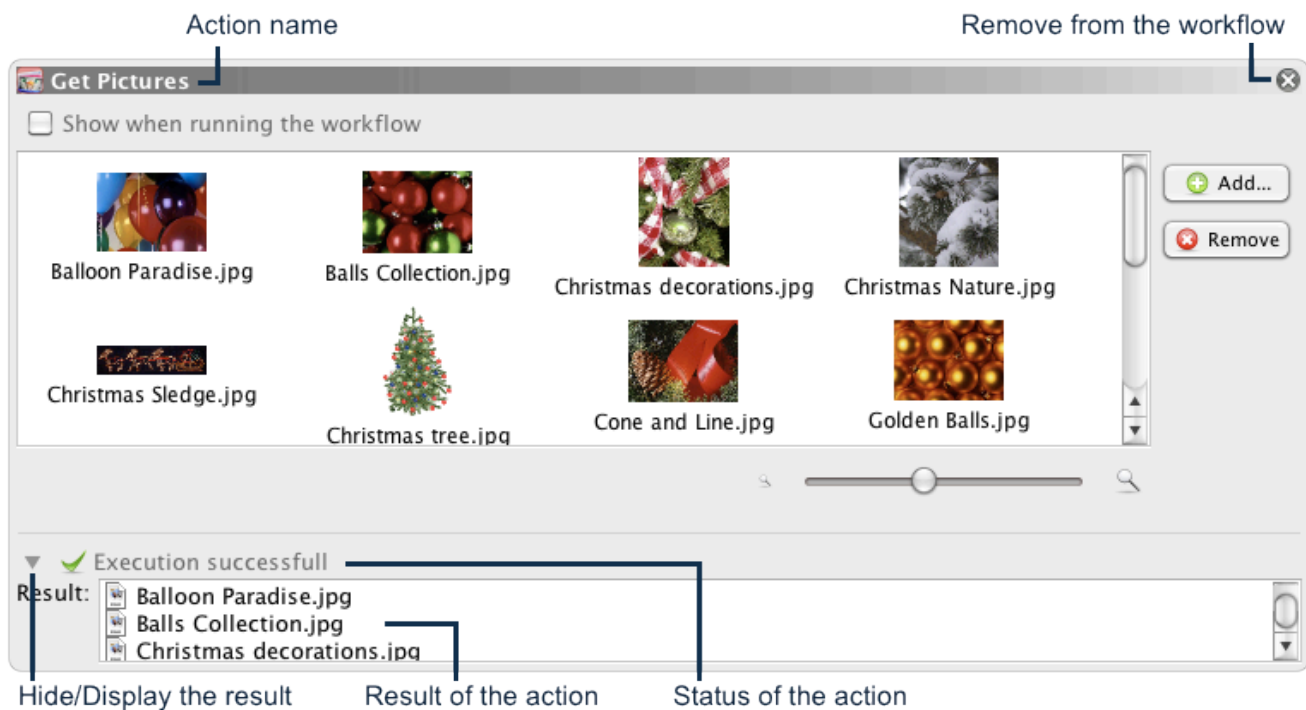 Action name
Remove from the workflow
Get Pictures
Show when running the workflow
Add...
Remove
Balloon Paradise.jpg
Balls Collection.jpg
Christmas decorations.jpg
Christmas Nature.jpg
Christmas Sledge.jpg
Christmas tree.jpg
Cone and Line.jpg
Golden Balls.jpg
Execution successfull
Result:
Balloon Paradise.jpg
Balls Collection.jpg
Christmas decorations.jpg
Hide/Display the result
Result of the action
Status of the action